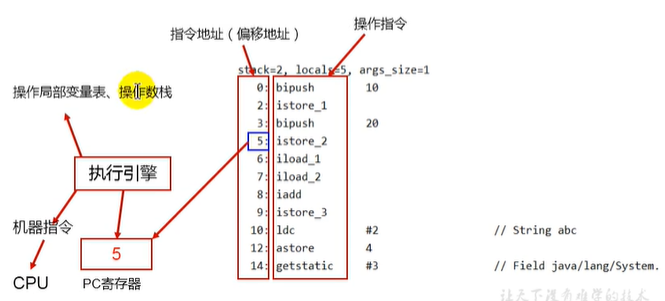 指令地址（偏移地址）
操作指令
stack=2, locals=5, args_size=1
操作局部变量表、操作数栈
0: bipush 10
2: istore_1
3: bipush 20
5: istore_2
6: iload_1
7: iload_2
8: iadd
9: istore_3
10: ldc #2 // String abc
12: astore 4
14: getstatic #3 // Field java/lang/System.
执行引擎
机器指令
5
CPU
PC寄存器
让天下没有难学的技术